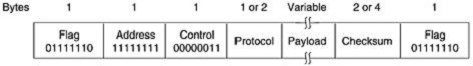 Bytes 1 1 1 1 or 2 Variable 2 or 4 1
Flag Address Control Protocol Payload Checksum Flag
01111110 11111111 00000011 01111110